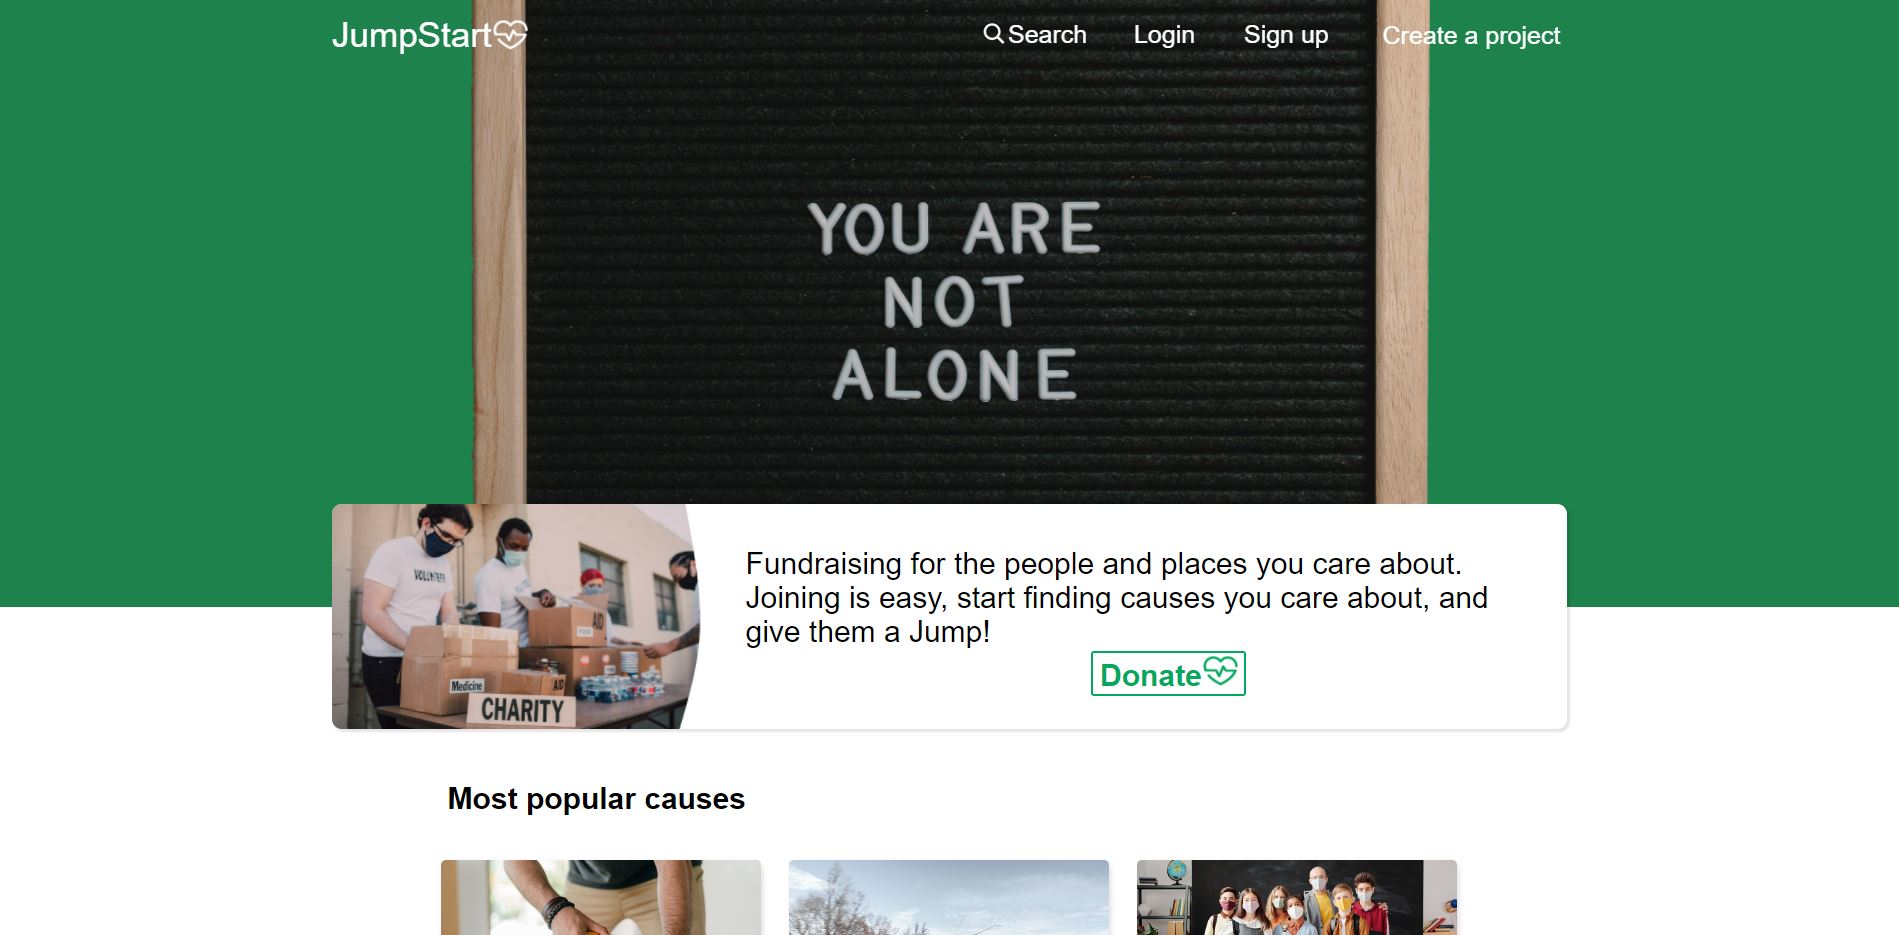 JumpStart
Search Login Sign up Create a project
YOU ARE
NOT
ALONE
VOLUNTEER
AID
Medicine
AID
CHARITY
Fundraising for the people and places you care about.
Joining is easy, start finding causes you care about, and
give them a Jump!
Donate
Most popular causes